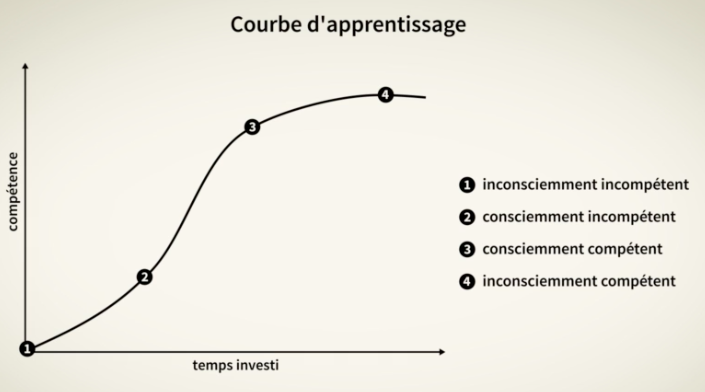 Courbe d'apprentissage
compétence
4
3
2
1
temps investi
1 inconsciemment incompétent
2 consciemment incompétent
3 consciemment compétent
4 inconsciemment compétent